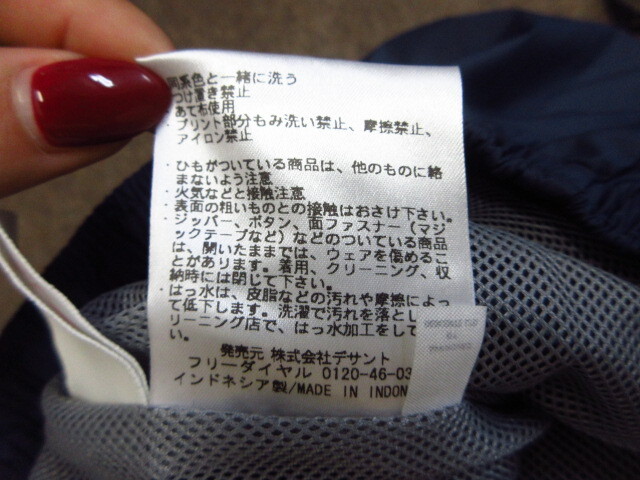 同系色と一緒に洗う
つけ置き禁止
あて布使用
・プリント部分もみ洗い禁止、摩擦禁止、
アイロン禁止
・ひもがついている商品は、他のものに絡
まないよう注意
・火気などと接触注意
・表面の粗いものとの接触はおさけ下さい。
・ジッパー、ボタン、面ファスナー（マジ
ックテープなど）などのついている商品
は、開いたままでは、ウェアを傷めるこ
とがあります。着用、クリーニング、収
納時には閉じて下さい。
・はっ水は、皮脂などの汚れや摩擦によっ
て低下します。洗濯で汚れを落とし
リーニング店で、はっ水加工をして
い。
発売元 株式会社デサント
フリーダイヤル 0120-46-03
インドネシア製/MADE IN INDON